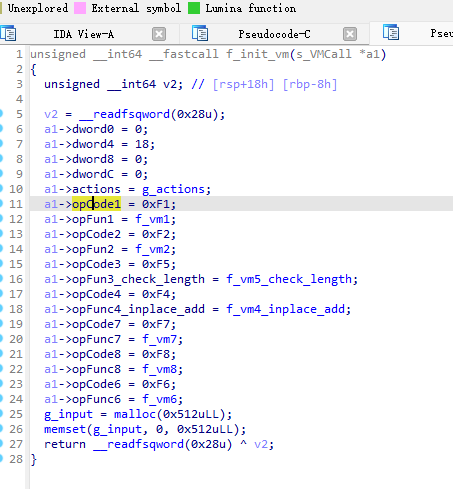 Unexplored External symbol Lumina function
IDA View-A Pseudocode-C Pseu
1 unsigned __int64 __fastcall f_init_vm(s_VMCall *a1)
2 {
3 unsigned __int64 v2; // [rsp+18h] [rbp-8h]
4
5 v2 = __readfsqword(0x28u);
6 a1->dword0 = 0;
7 a1->dword4 = 18;
8 a1->dword8 = 0;
9 a1->dwordC = 0;
10 a1->actions = g_actions;
11 a1->opCode1 = 0xF1;
12 a1->opFun1 = f_vm1;
13 a1->opCode2 = 0xF2;
14 a1->opFun2 = f_vm2;
15 a1->opCode3 = 0xF5;
16 a1->opFun3_check_length = f_vm5_check_length;
17 a1->opCode4 = 0xF4;
18 a1->opFunc4_inplace_add = f_vm4_inplace_add;
19 a1->opCode7 = 0xF7;
20 a1->opFunc7 = f_vm7;
21 a1->opCode8 = 0xF8;
22 a1->opFunc8 = f_vm8;
23 a1->opCode6 = 0xF6;
24 a1->opFunc6 = f_vm6;
25 g_input = malloc(0x512uLL);
26 memset(g_input, 0, 0x512uLL);
27 return __readfsqword(0x28u) ^ v2;
28 }